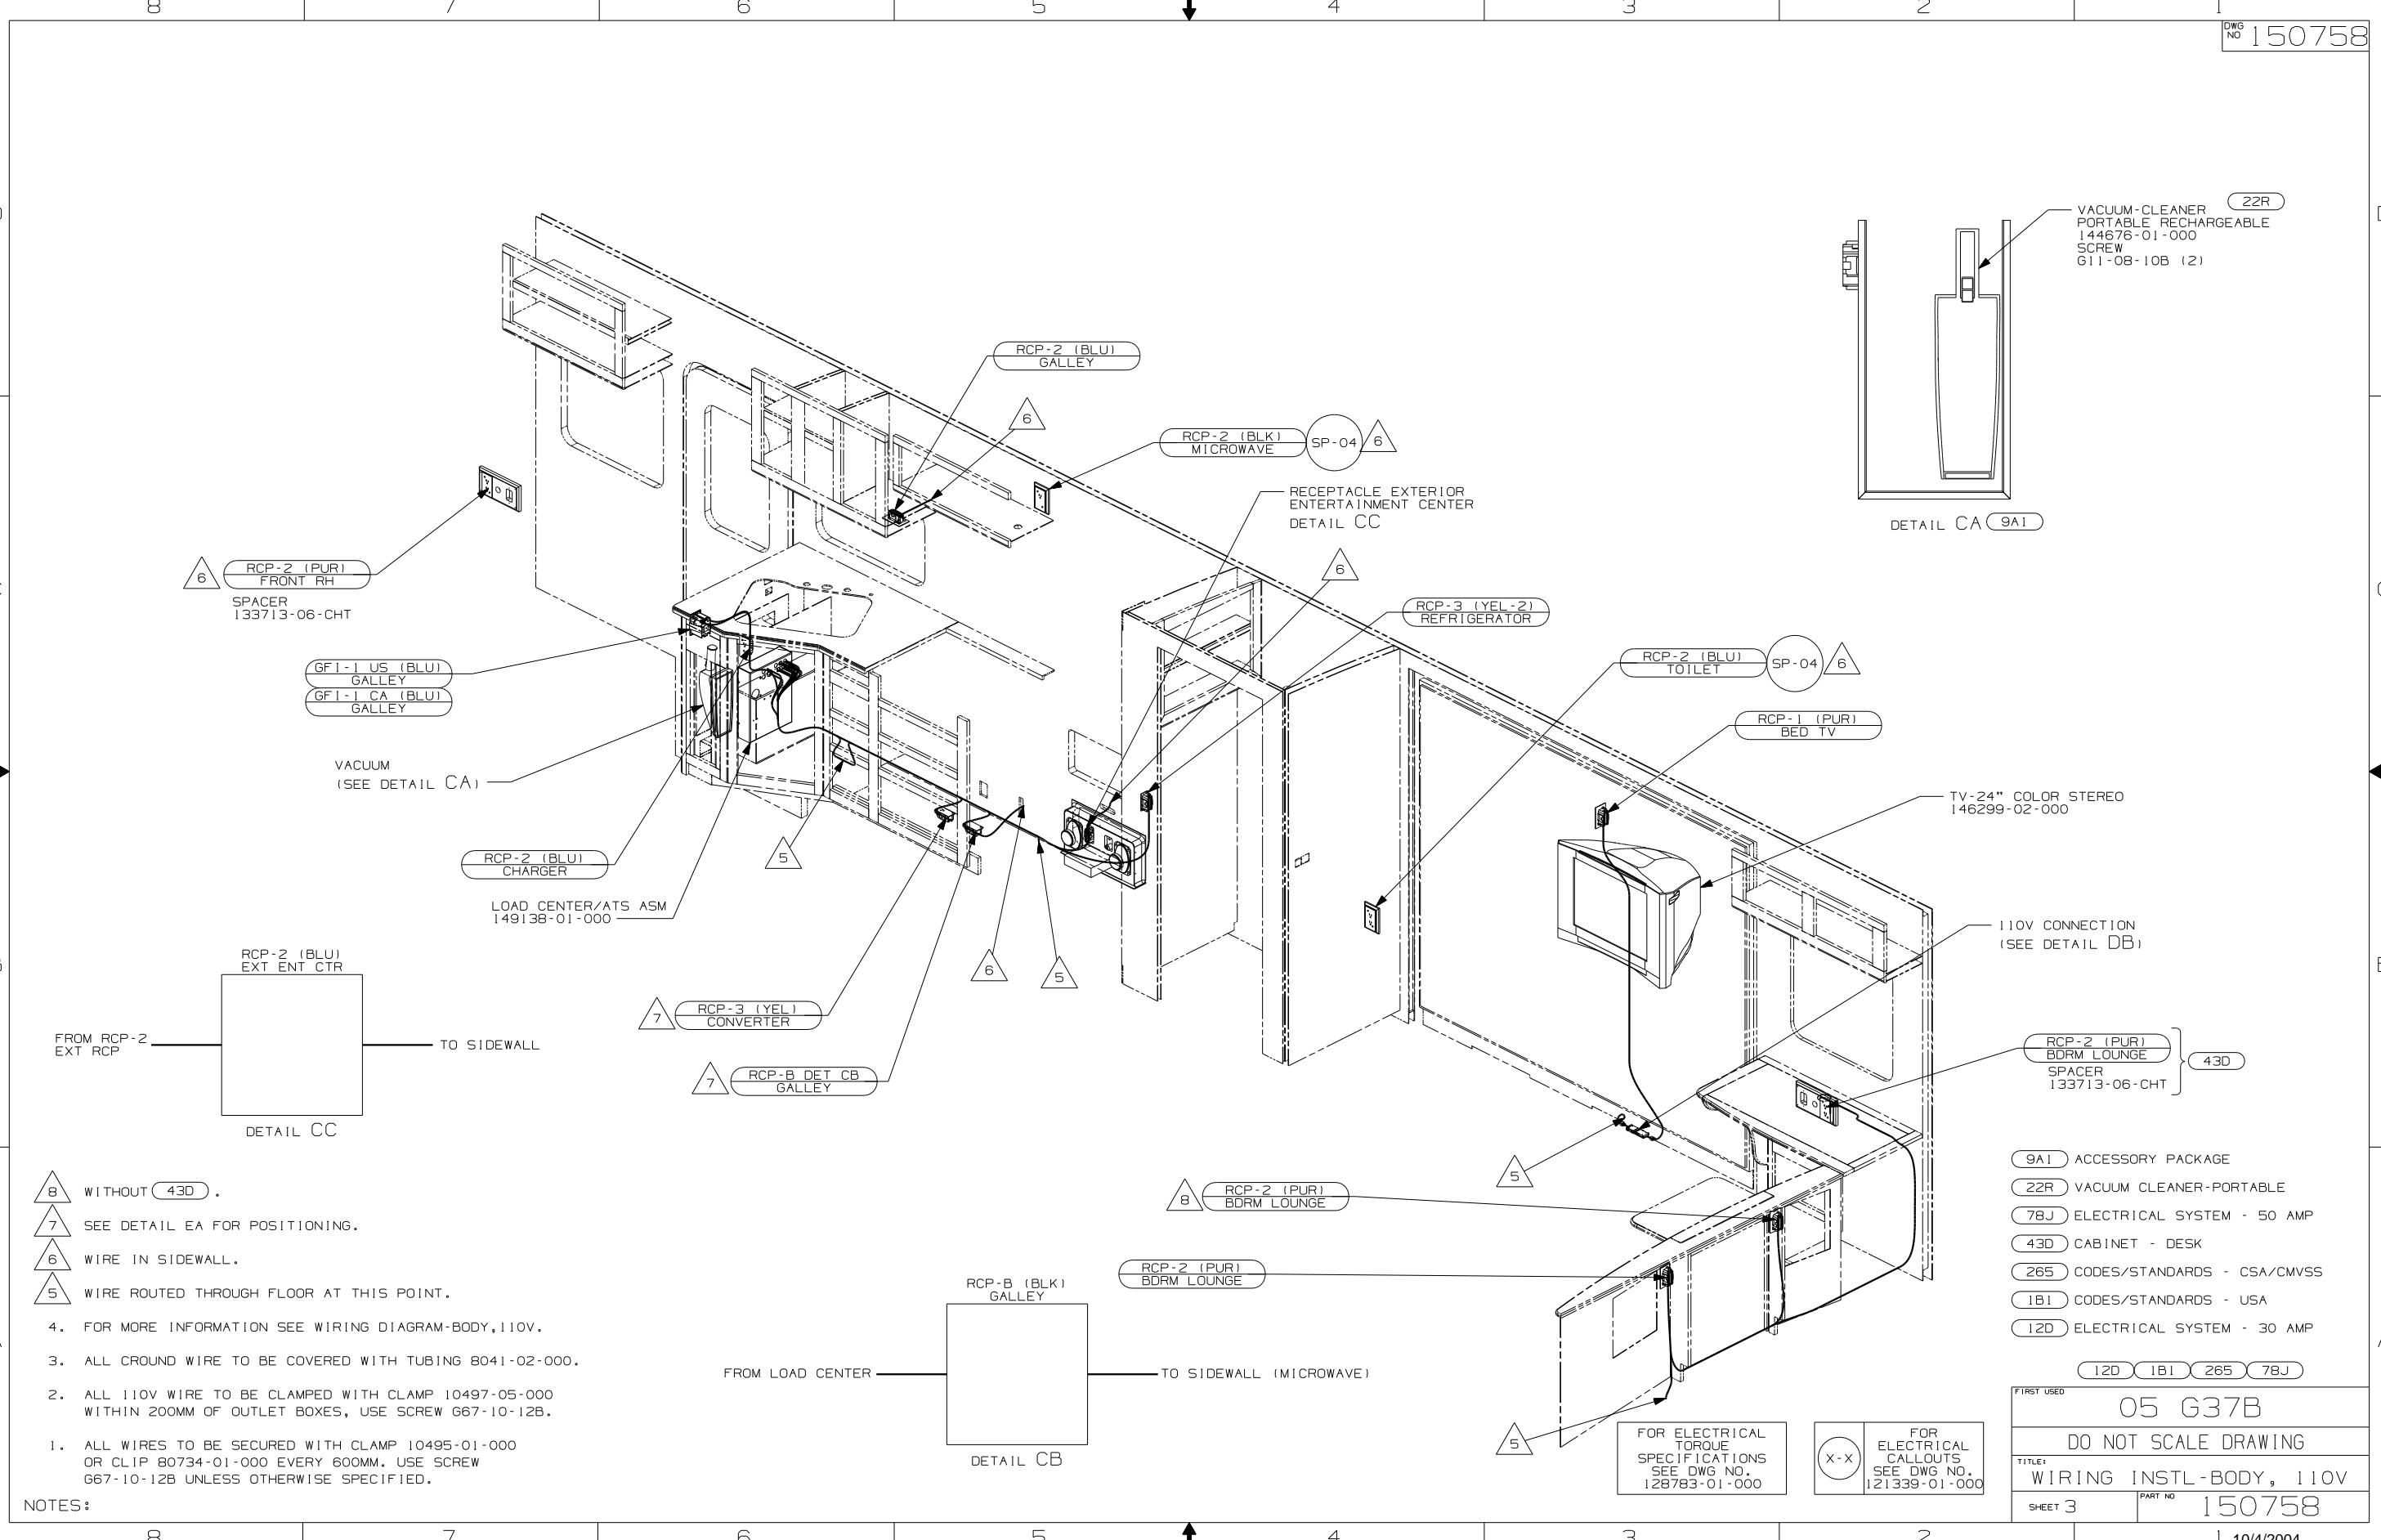 8 7 6 5 4 3 2 1
DWG NO 150758
VACUUM-CLEANER 22R
PORTABLE RECHARGEABLE
144676-01-000
SCREW
G11-08-10B (2)
DETAIL CA 9A1
RCP-2 (BLU)
GALLEY
6
RCP-2 (BLK)
MICROWAVE
SP-04
6
RECEPTACLE EXTERIOR
ENTERTAINMENT CENTER
DETAIL CC
6
6
RCP-2 (PUR)
FRONT RH
SPACER
133713-06-CHT
RCP-3 (YEL-2)
REFRIGERATOR
GFI-1 US (BLU)
GALLEY
GFI-1 CA (BLU)
GALLEY
RCP-2 (BLU)
TOILET
SP-04
6
RCP-1 (PUR)
BED TV
VACUUM
(SEE DETAIL CA)
TV-24" COLOR STEREO
146299-02-000
RCP-2 (BLU)
CHARGER
5
LOAD CENTER/ATS ASM
149138-01-000
110V CONNECTION
(SEE DETAIL DB)
6
5
7
RCP-3 (YEL)
CONVERTER
7
RCP-B DET CB
GALLEY
RCP-2 (BLU)
EXT ENT CTR
FROM RCP-2
EXT RCP
TO SIDEWALL
DETAIL CC
RCP-2 (PUR)
BDRM LOUNGE
SPACER
133713-06-CHT
43D
5
8
RCP-2 (PUR)
BDRM LOUNGE
RCP-2 (PUR)
BDRM LOUNGE
5
8 WITHOUT 43D .
7 SEE DETAIL EA FOR POSITIONING.
6 WIRE IN SIDEWALL.
5 WIRE ROUTED THROUGH FLOOR AT THIS POINT.
4. FOR MORE INFORMATION SEE WIRING DIAGRAM-BODY,110V.
3. ALL CROUND WIRE TO BE COVERED WITH TUBING 8041-02-000.
2. ALL 110V WIRE TO BE CLAMPED WITH CLAMP 10497-05-000
WITHIN 200MM OF OUTLET BOXES, USE SCREW G67-10-12B.
1. ALL WIRES TO BE SECURED WITH CLAMP 10495-01-000
OR CLIP 80734-01-000 EVERY 600MM. USE SCREW
G67-10-12B UNLESS OTHERWISE SPECIFIED.
NOTES:
RCP-B (BLK)
GALLEY
FROM LOAD CENTER
TO SIDEWALL (MICROWAVE)
DETAIL CB
9A1 ACCESSORY PACKAGE
22R VACUUM CLEANER-PORTABLE
78J ELECTRICAL SYSTEM - 50 AMP
43D CABINET - DESK
265 CODES/STANDARDS - CSA/CMVSS
1B1 CODES/STANDARDS - USA
12D ELECTRICAL SYSTEM - 30 AMP
12D 1B1 265 78J
FOR ELECTRICAL
TORQUE
SPECIFICATIONS
SEE DWG NO.
128783-01-000
X-X
FOR
ELECTRICAL
CALLOUTS
SEE DWG NO.
121339-01-000
FIRST USED
05 G37B
DO NOT SCALE DRAWING
TITLE:
WIRING INSTL-BODY, 110V
SHEET 3
PART NO 150758
8 7 6 5 4 3 2 1
10/4/2004